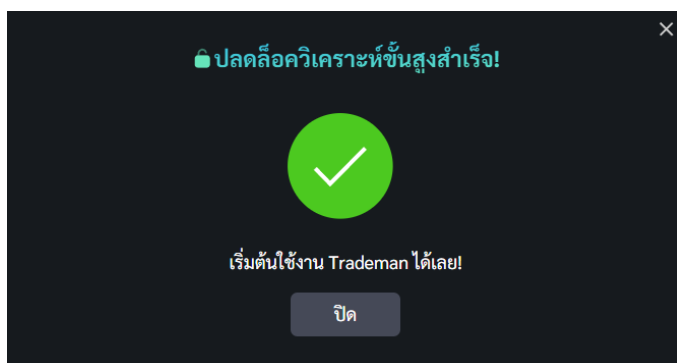 ปลดล็อควิเคราะห์ขั้นสูงสำเร็จ!
เริ่มต้นใช้งาน Trademan ได้เลย!
ปิด